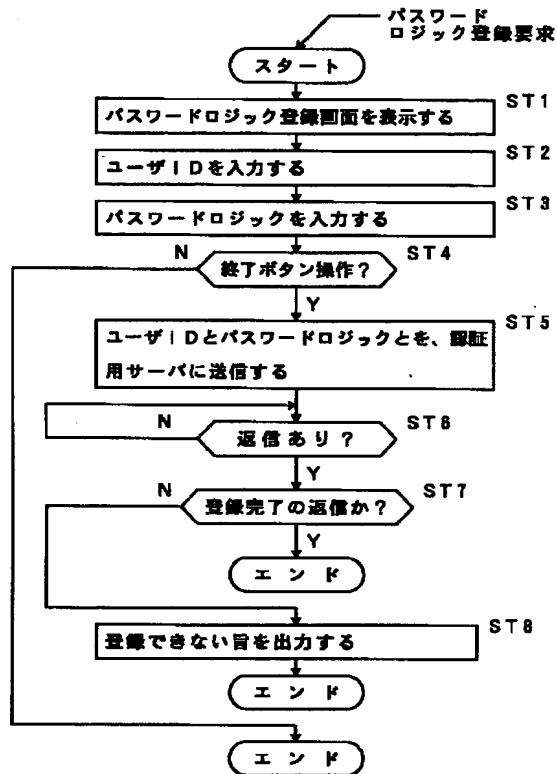 パスワード
ロジック登録要求
スタート
パスワードロジック登録画面を表示する
ST1
ユーザIDを入力する
ST2
パスワードロジックを入力する
ST3
N
終了ボタン操作?
ST4
Y
ユーザIDとパスワードロジックとを、認証
用サーバに送信する
ST5
N
返信あり?
ST6
Y
N
登録完了の返信か?
ST7
Y
エンド
登録できない旨を出力する
ST8
エンド
エンド